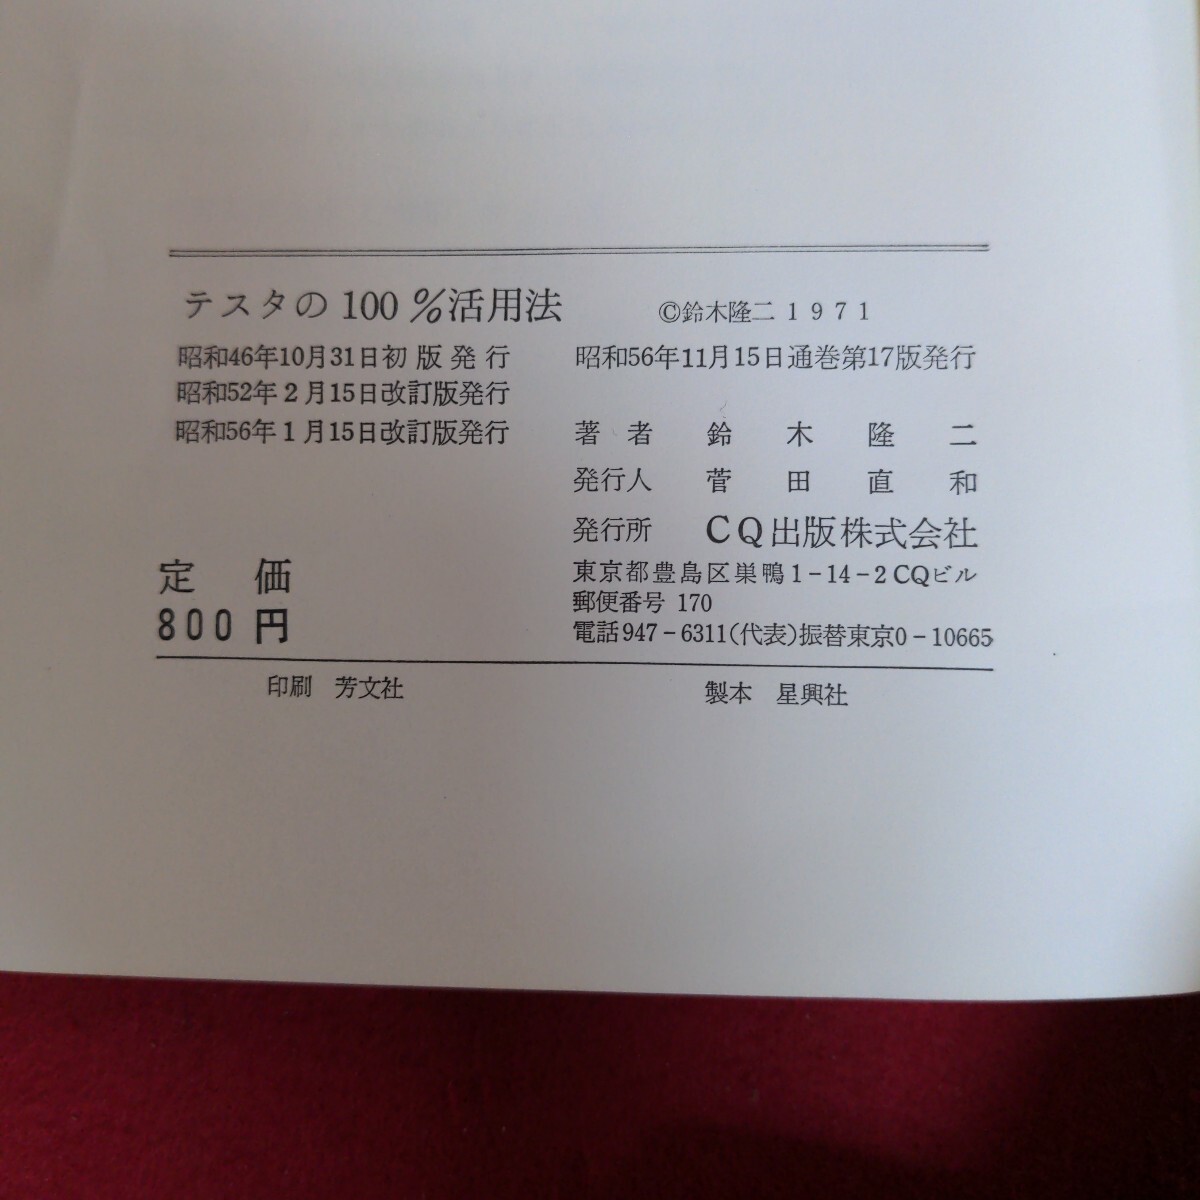 テスタの100%活用法 ©鈴木隆二1971
昭和46年10月31日初版発行 昭和56年11月15日通巻第17版発行
昭和52年2月15日改訂版発行
昭和56年1月15日改訂版発行 著者 鈴木隆二
発行人 菅田直和
発行所 CQ出版株式会社
定価 東京都豊島区巣鴨1-14-2CQビル
郵便番号 170
800円 電話947-6311(代表)振替東京0-10665
印刷 芳文社 製本 星興社